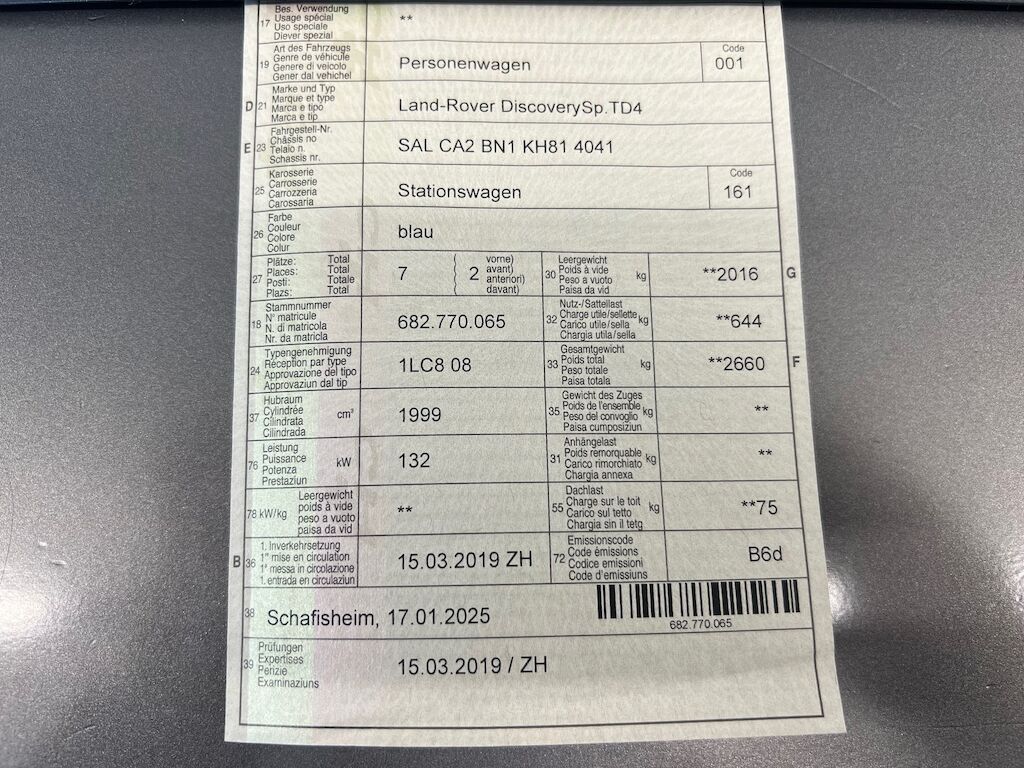 17 Bes. Verwendung
Usage spécial
Uso speciale
Diever spezial
**
19 Art des Fahrzeugs
Genre de véhicule
Genere di veicolo
Gener dal vehichel
Personenwagen
Code
001
D 21 Marke und Typ
Marque et type
Marca e tipo
Marca e tip
Land-Rover DiscoverySp.TD4
E 23 Fahrgestell-Nr.
Châssis no
Telaio n.
Schassis nr.
SAL CA2 BN1 KH81 4041
25 Karosserie
Carrosserie
Carrozzeria
Carossaria
Stationswagen
Code
161
26 Farbe
Couleur
Colore
Colur
blau
27 Plätze: Total
Places: Total
Posti: Totale
Plazs: Total
7
2 vorne)
avant)
anteriori)
davant)
30 Leergewicht
Poids à vide
Peso a vuoto
Paisa da vid
kg
**2016
G
18 Stammnummer
N° matricule
N. di matricola
Nr. da matricla
682.770.065
32 Nutz-/Sattellast
Charge utile/sellette
Carico utile/sella
Chargia utila/sella
kg
**644
24 Typengenehmigung
Réception par type
Approvazione del tipo
Approvaziun dal tip
1LC8 08
33 Gesamtgewicht
Poids total
Peso totale
Paisa totala
kg
**2660
F
37 Hubraum
Cylindrée
Cilindrata
Cilindrada
cm³
1999
35 Gewicht des Zuges
Poids de l'ensemble
Peso del convoglio
Paisa cumposiziun
kg
**
76 Leistung
Puissance
Potenza
Prestaziun
kW
132
31 Anhängelast
Poids remorquable
Carico rimorchiato
Chargia annexa
kg
**
78 kW/kg Leergewicht
poids à vide
peso a vuoto
paisa da vid
**
55 Dachlast
Charge sur le toit
Carico sul tetto
Chargia sin il tetg
kg
**75
B 36 1. Inverkehrsetzung
1re mise en circulation
1a messa in circolazione
1. entrada en circulaziun
15.03.2019 ZH
72 Emissionscode
Code émissions
Codice emissioni
Code d'emissiuns
B6d
38 Schafisheim, 17.01.2025
682.770.065
39 Prüfungen
Expertises
Perizie
Examinaziuns
15.03.2019 / ZH